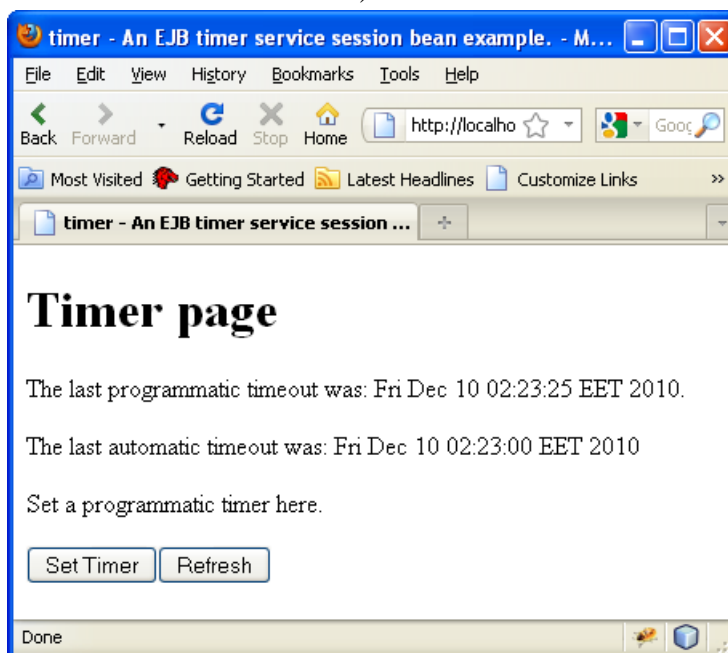 timer - An EJB timer service session bean example. - M...
File Edit View History Bookmarks Tools Help
Back Forward Reload Stop Home http://localho Goog
Most Visited Getting Started Latest Headlines Customize Links »
timer - An EJB timer service session ...
Timer page
The last programmatic timeout was: Fri Dec 10 02:23:25 EET 2010.
The last automatic timeout was: Fri Dec 10 02:23:00 EET 2010
Set a programmatic timer here.
Set Timer Refresh
Done